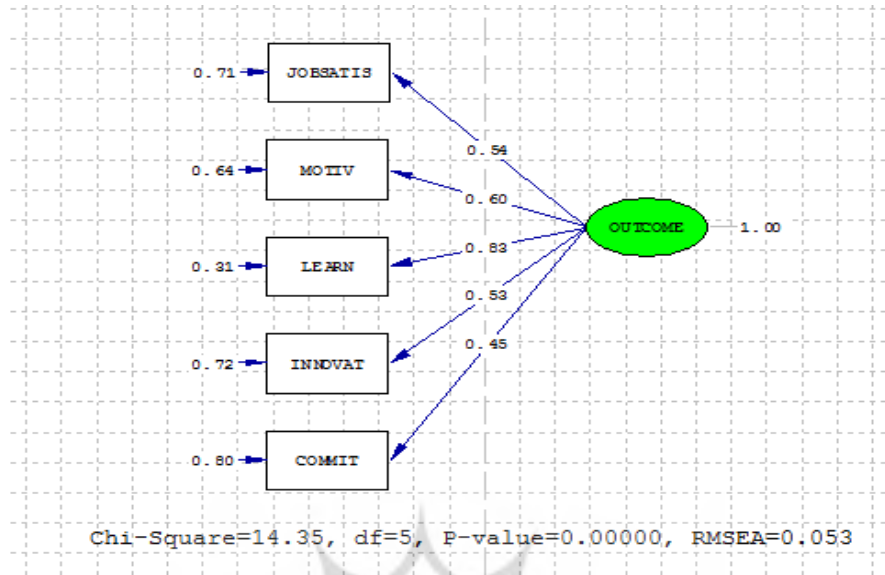 0.71 JOBSATIS
0.54
0.64 MOTIV
0.60
OUTCOME 1.00
0.83
0.31 LEARN
0.53
0.45
0.72 INNOVAT
0.80 COMMIT
Chi-Square=14.35, df=5, P-value=0.00000, RMSEA=0.053